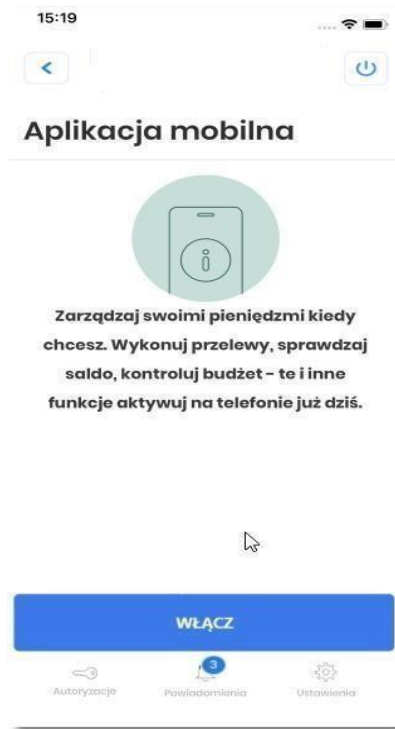 15:19
Aplikacja mobilna
Zarządzaj swoimi pieniędzmi kiedy
chcesz. Wykonuj przelewy, sprawdzaj
saldo, kontroluj budżet – te i inne
funkcje aktywuj na telefonie już dziś.
WŁĄCZ
3
Autoryzacje Powiadomienia Ustawienia